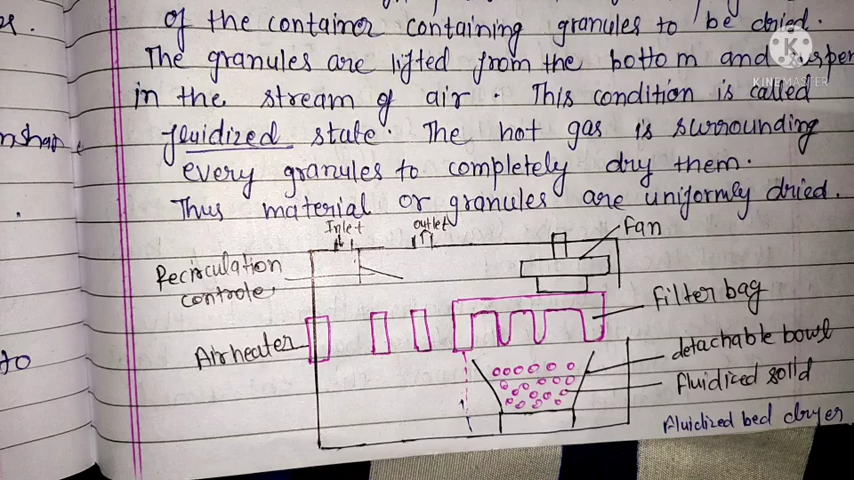 of the container containing granules to be dried.
The granules are lifted from the bottom and
in the stream of air. This condition is called
fluidized state. The hot gas is surrounding
every granules to completely dry them.
Thus material or granules are uniformly dried.
Inlet
outlet
Fan
Recirculation
controle
Filter bag
Airheater
detachable bowl
fluidized solid
fluidized bed dryer
to
KINEMASTER